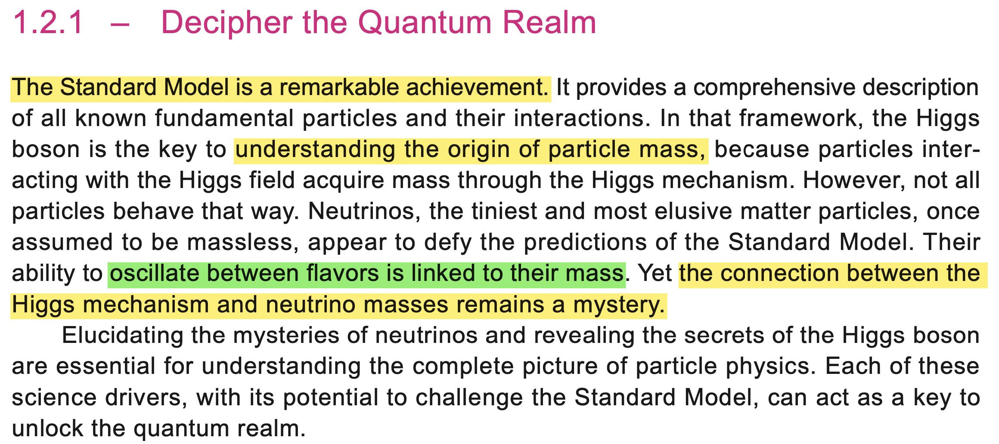 1.2.1 – Decipher the Quantum Realm
The Standard Model is a remarkable achievement. It provides a comprehensive description
of all known fundamental particles and their interactions. In that framework, the Higgs
boson is the key to understanding the origin of particle mass, because particles inter-
acting with the Higgs field acquire mass through the Higgs mechanism. However, not all
particles behave that way. Neutrinos, the tiniest and most elusive matter particles, once
assumed to be massless, appear to defy the predictions of the Standard Model. Their
ability to oscillate between flavors is linked to their mass. Yet the connection between the
Higgs mechanism and neutrino masses remains a mystery.
Elucidating the mysteries of neutrinos and revealing the secrets of the Higgs boson
are essential for understanding the complete picture of particle physics. Each of these
science drivers, with its potential to challenge the Standard Model, can act as a key to
unlock the quantum realm.